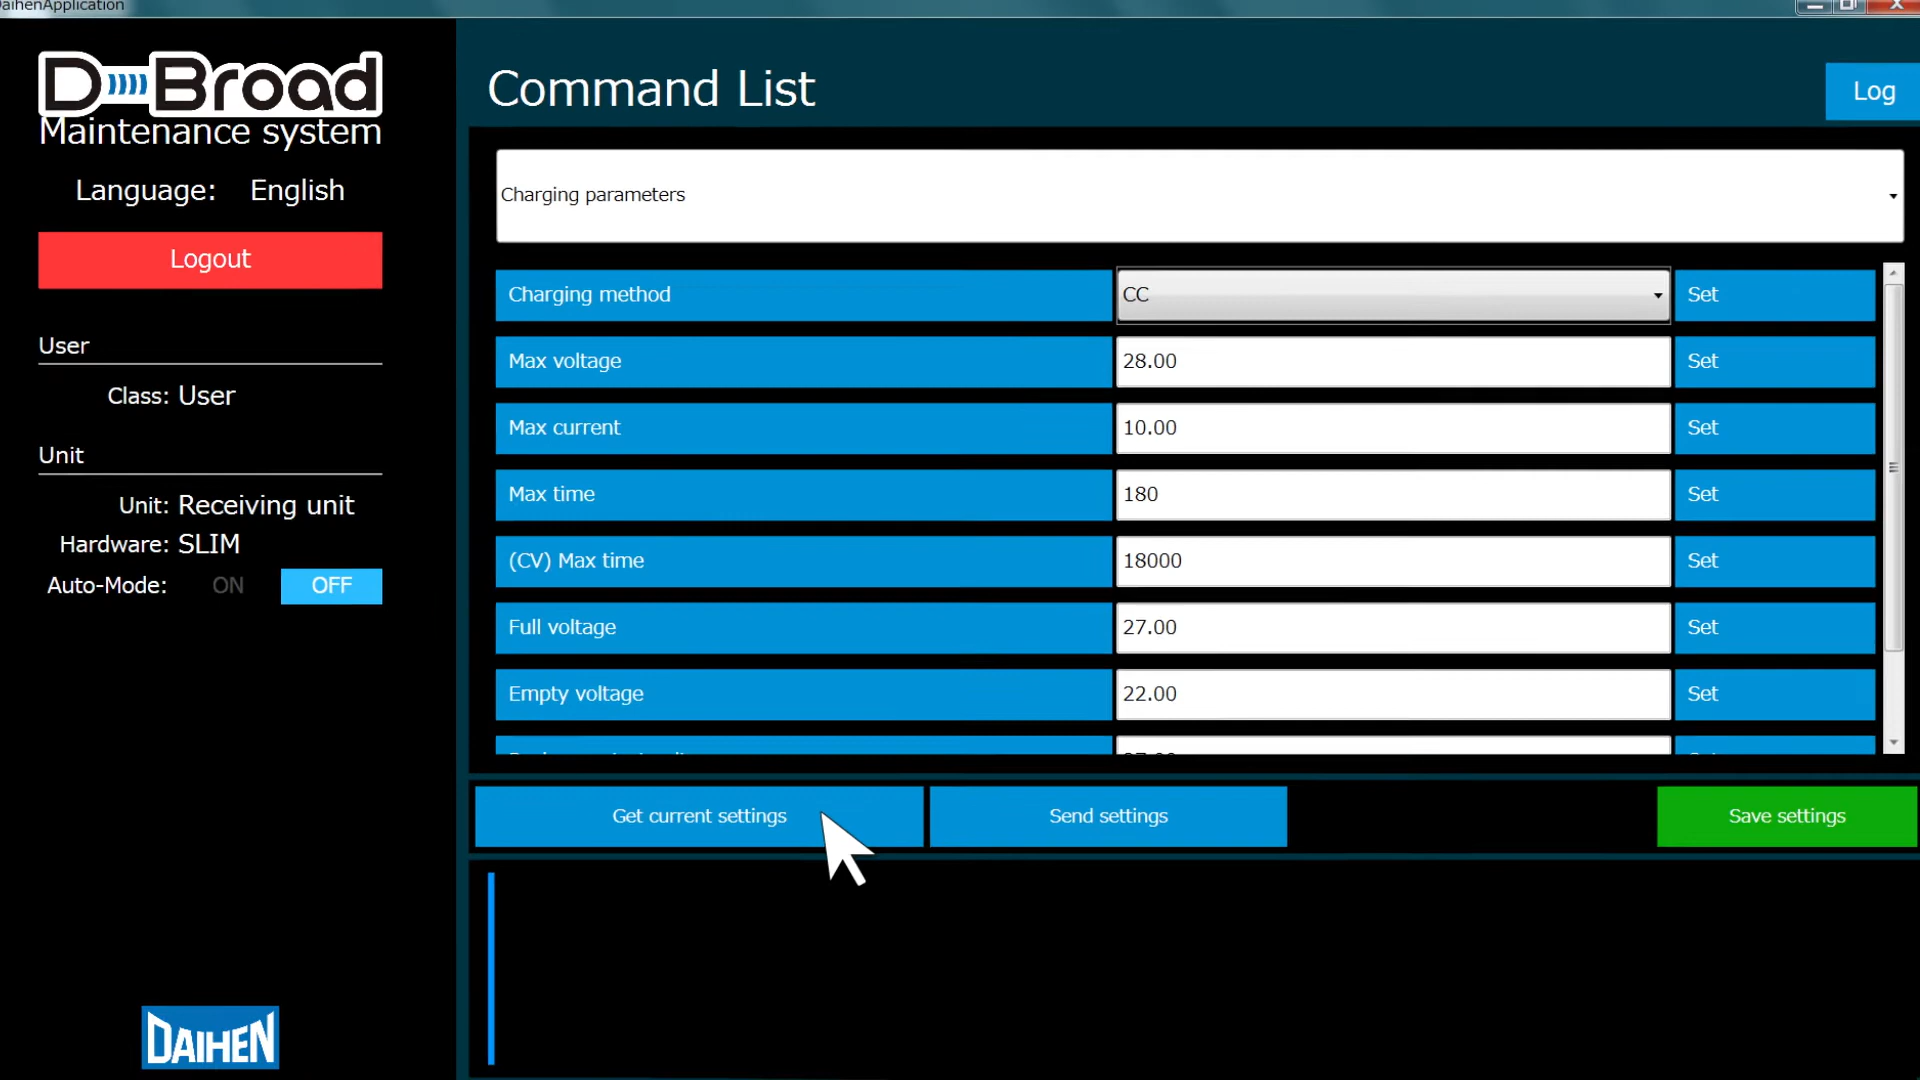 DaihenApplication
D Broad
Maintenance system
Language: English
Logout
User
Class: User
Unit
Unit: Receiving unit
Hardware: SLIM
Auto-Mode: ON OFF
DAIHEN
Command List
Log
Charging parameters
Charging method CC Set
Max voltage 28.00 Set
Max current 10.00 Set
Max time 180 Set
(CV) Max time 18000 Set
Full voltage 27.00 Set
Empty voltage 22.00 Set
Get current settings Send settings Save settings